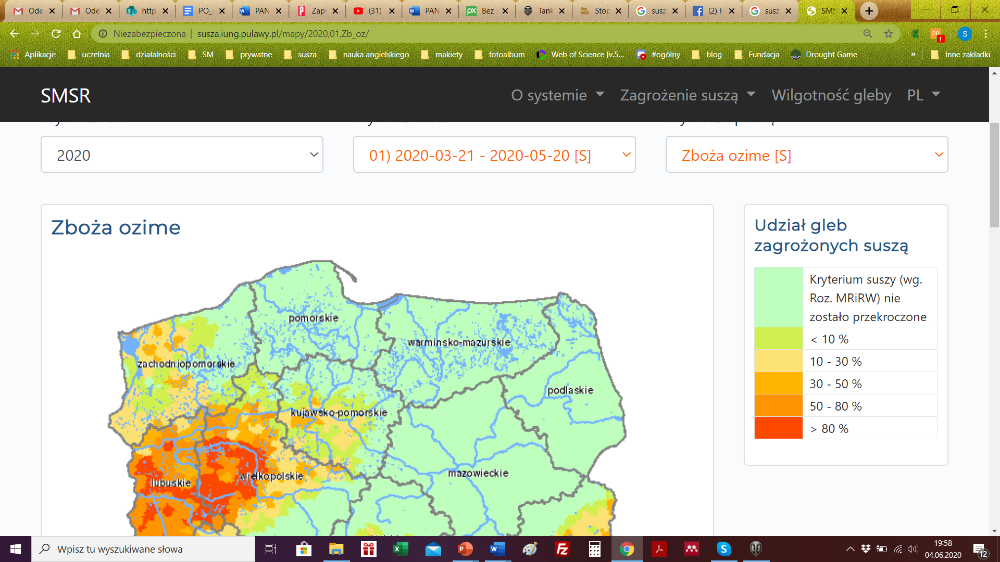 Ode
Ode
http
PO_
PAN
Zapr
(31)
PAN
Bez
Tank
Stop
susz
(2) F
susz
SMS
Niezabezpieczona | susza.iung.pulawy.pl/mapy/2020,01,Zb_oz/
PP
S
Aplikacje
uczelnia
działalności
SM
prywatne
susza
nauka angielskiego
makiety
fotoalbum
Web of Science [v.5...
#ogólny
blog
Fundacja
Drought Game
»
Inne zakładki
SMSR
O systemie
Zagrożenie suszą
Wilgotność gleby
PL
2020
01) 2020-03-21 - 2020-05-20 [S]
Zboża ozime [S]
Zboża ozime
pomorskie
warminsko-mazurskie
zachodniopomorskie
podlaskie
kujawsko-pomorskie
mazowieckie
wielkopolskie
lubuskie
Udział gleb
zagrożonych suszą
Kryterium suszy (wg.
Roz. MRiRW) nie
zostało przekroczone
< 10 %
10 - 30 %
30 - 50 %
50 - 80 %
> 80 %
Wpisz tu wyszukiwane słowa
19:58
04.06.2020
12